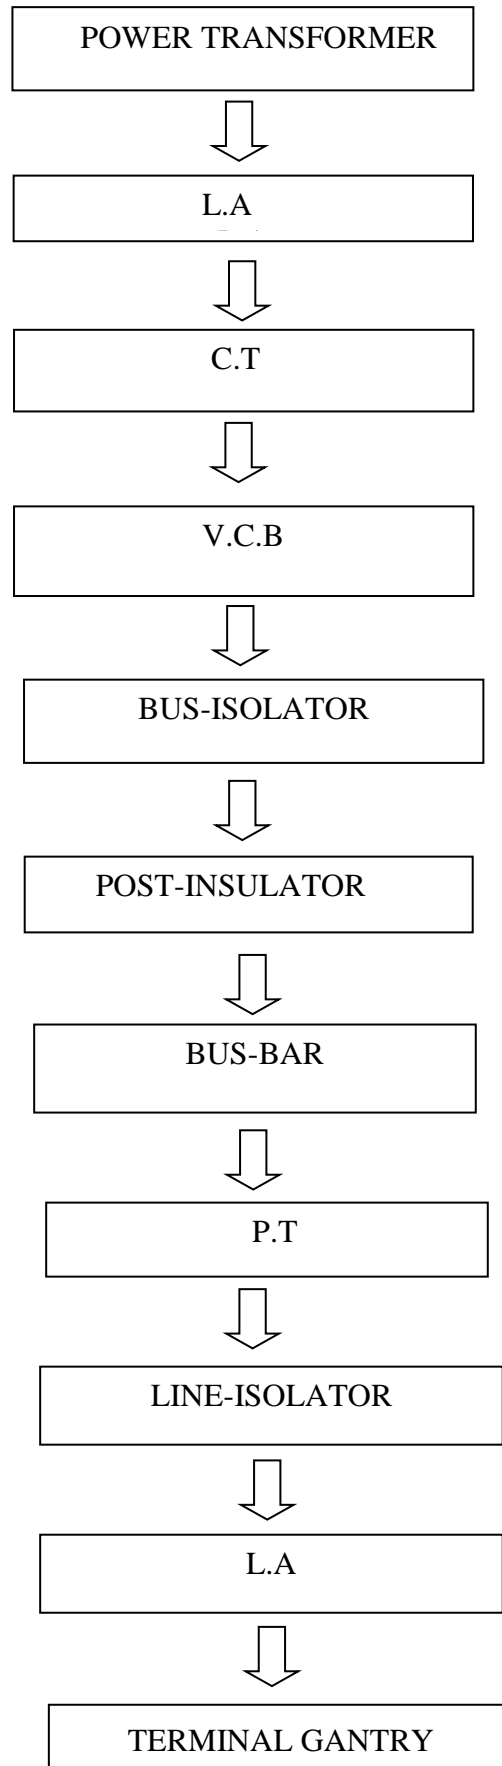 POWER TRANSFORMER
L.A
C.T
V.C.B
BUS-ISOLATOR
POST-INSULATOR
BUS-BAR
P.T
LINE-ISOLATOR
L.A
TERMINAL GANTRY